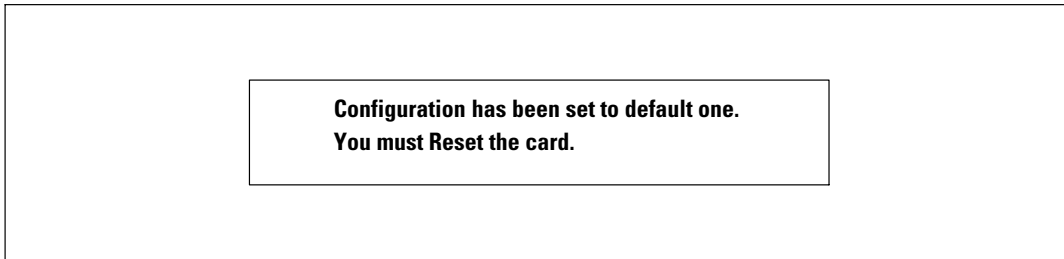 Configuration has been set to default one.
You must Reset the card.